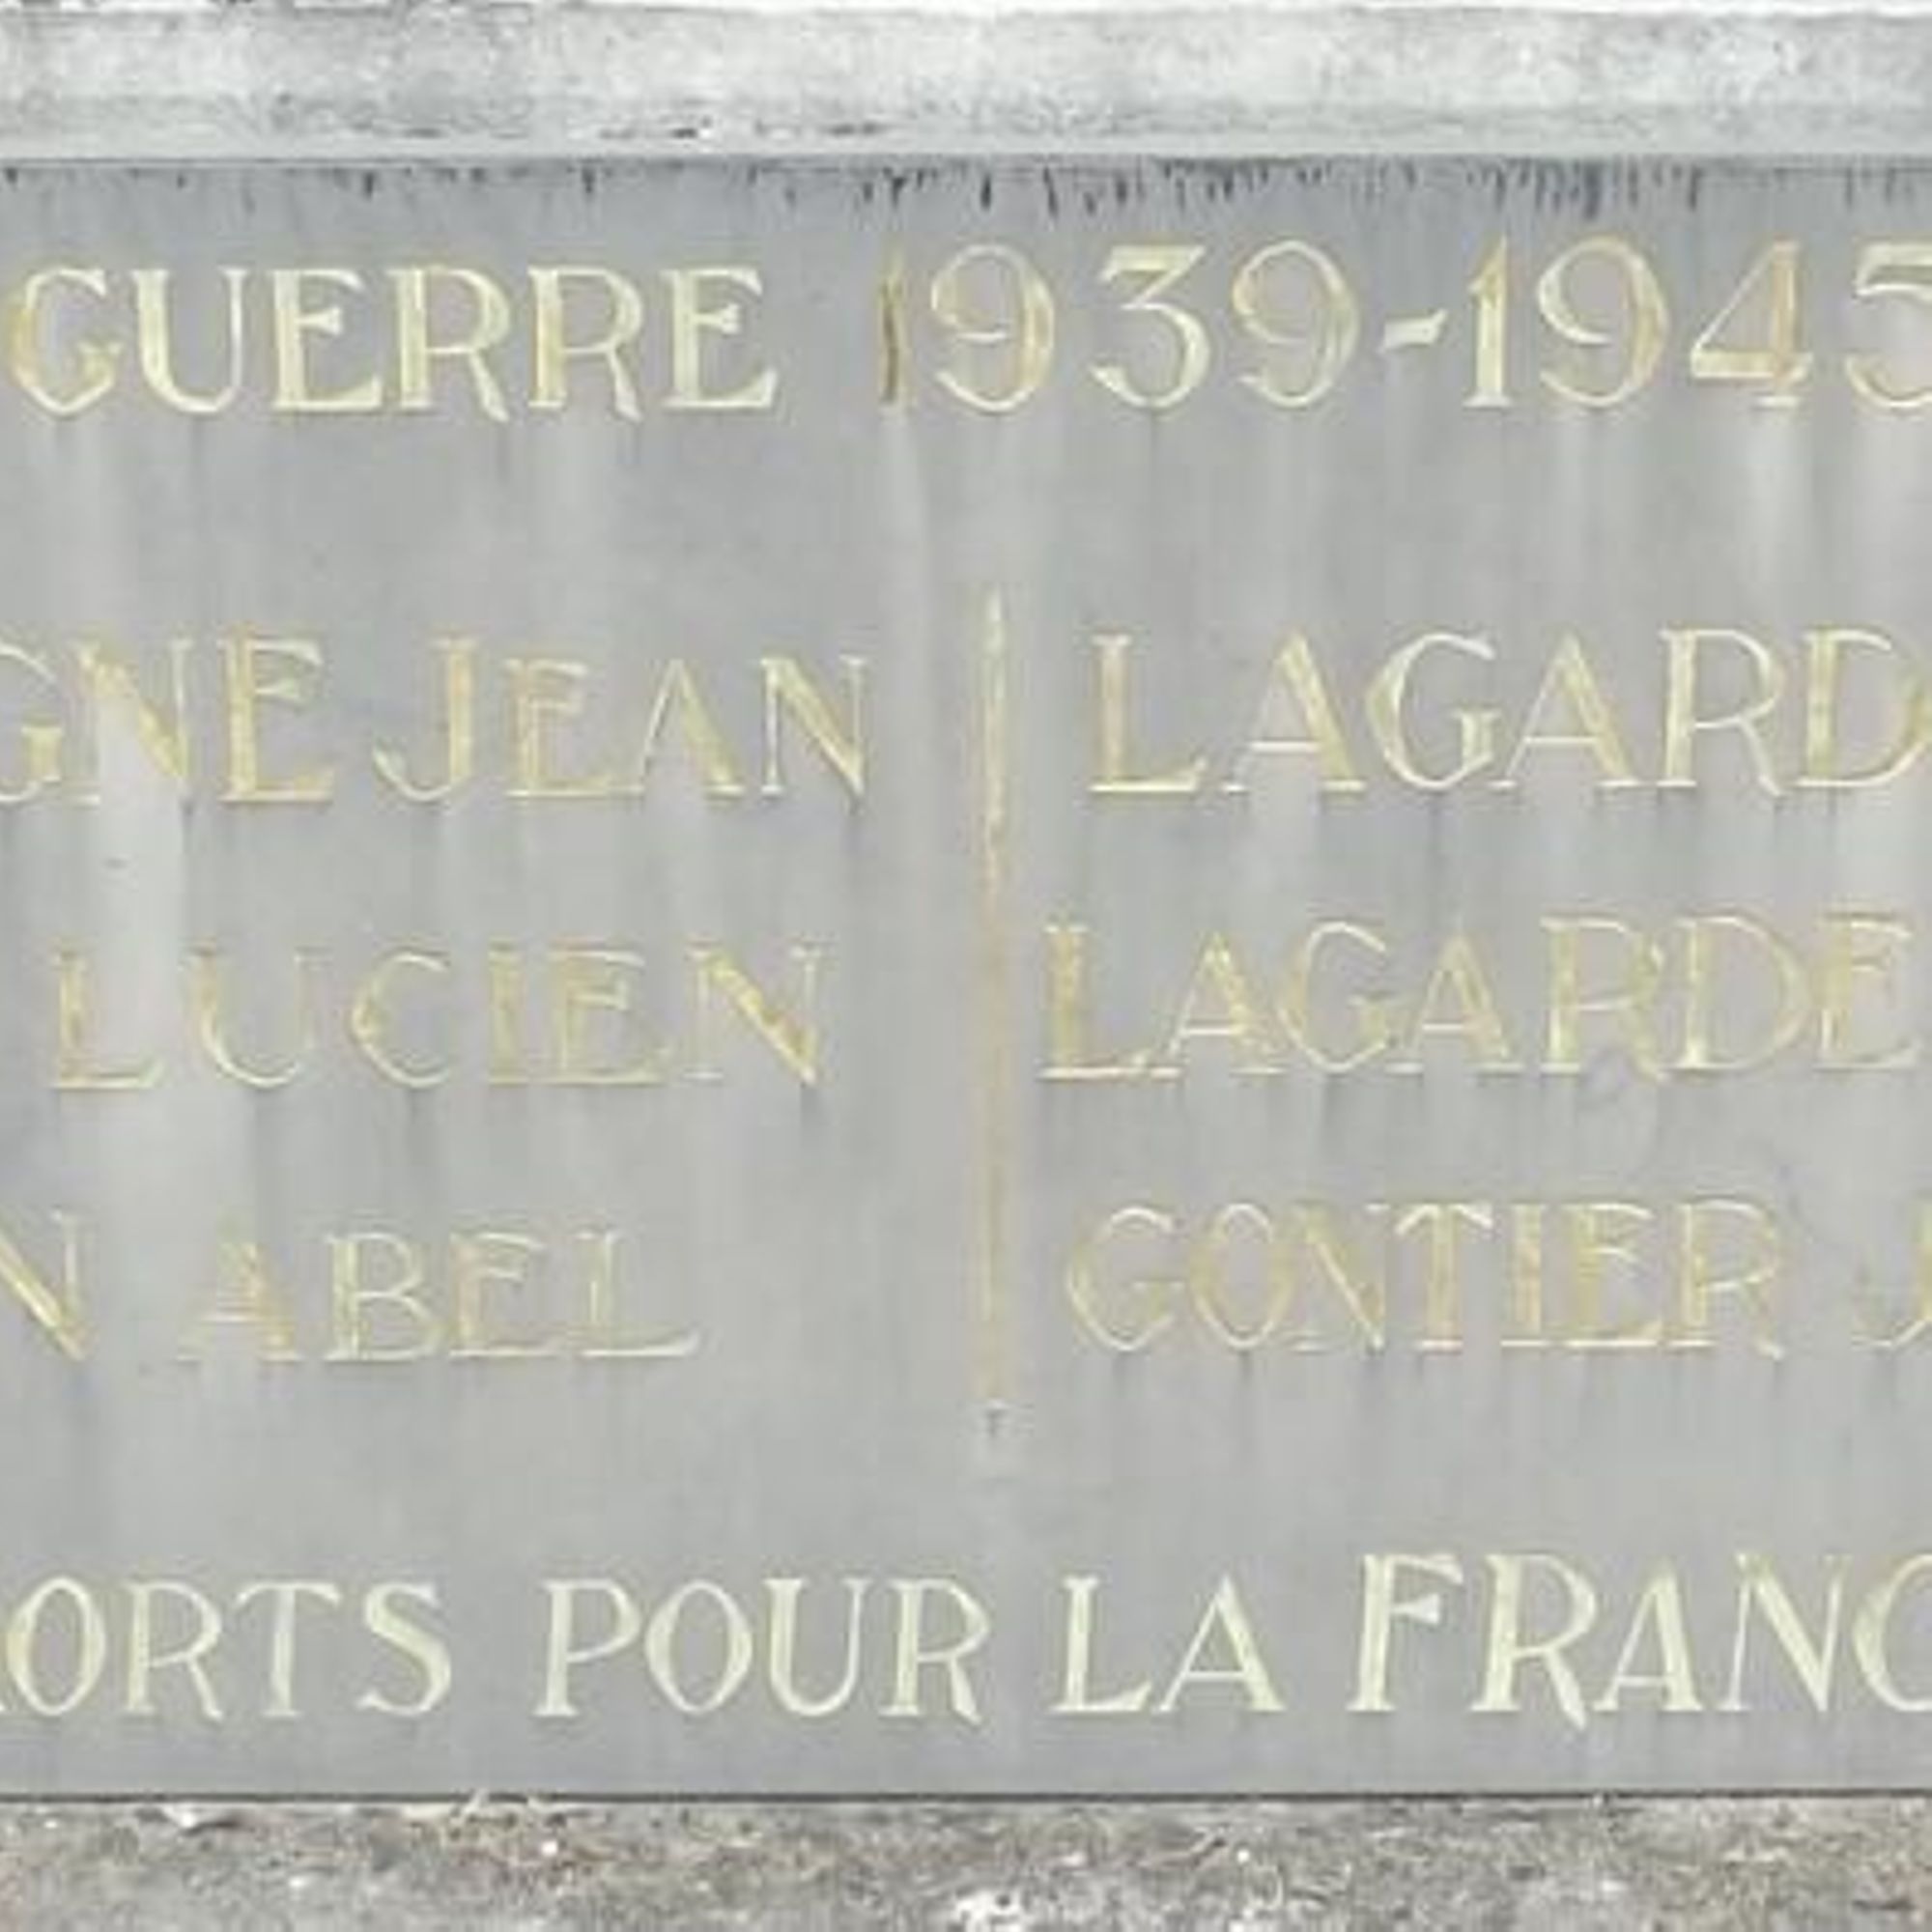 GUERRE 1939-1945
GNE JEAN LAGARD
LUCIEN LAGARDE
N ABEL GONTIER J
ORTS POUR LA FRANC